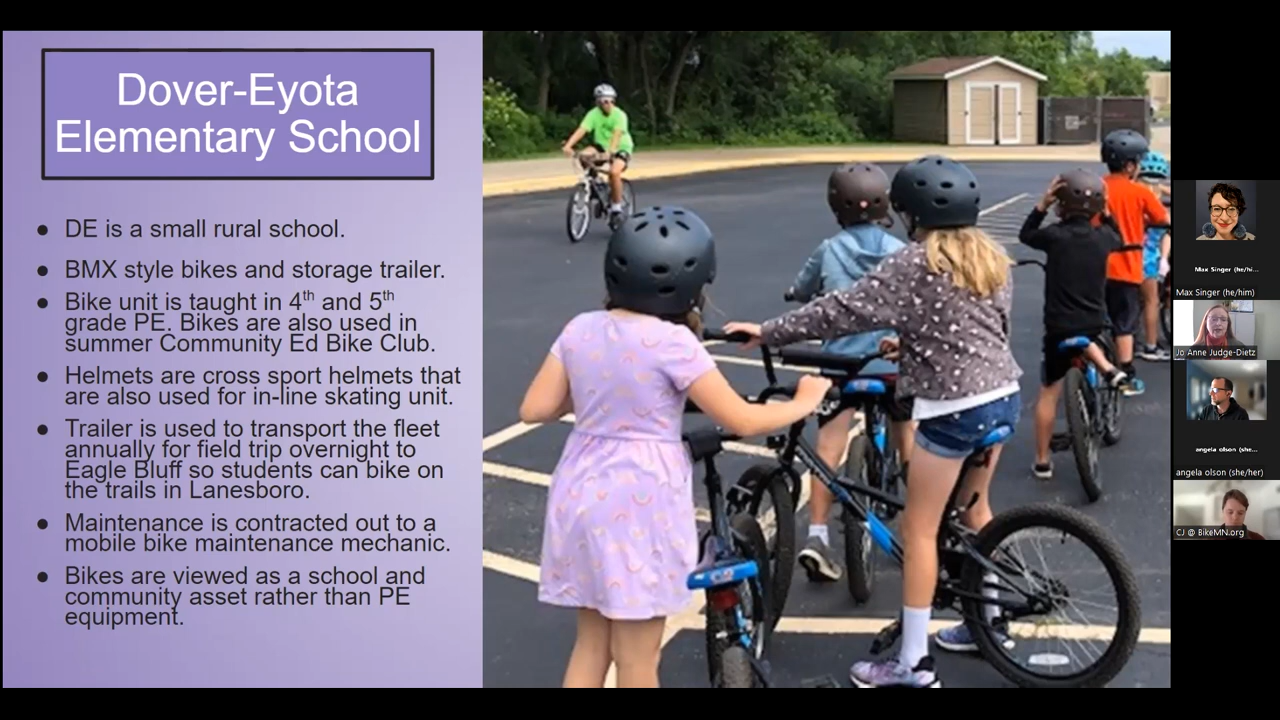 Dover-Eyota
Elementary School
● DE is a small rural school.
● BMX style bikes and storage trailer.
● Bike unit is taught in 4th and 5th
grade PE. Bikes are also used in
summer Community Ed Bike Club.
● Helmets are cross sport helmets that
are also used for in-line skating unit.
● Trailer is used to transport the fleet
annually for field trip overnight to
Eagle Bluff so students can bike on
the trails in Lanesboro.
● Maintenance is contracted out to a
mobile bike maintenance mechanic.
● Bikes are viewed as a school and
community asset rather than PE
equipment.
Max Singer (he/hi...
Max Singer (he/him)
Jo Anne Judge-Dietz
angela olson (she...
angela olson (she/her)
CJ @ BikeMN.org